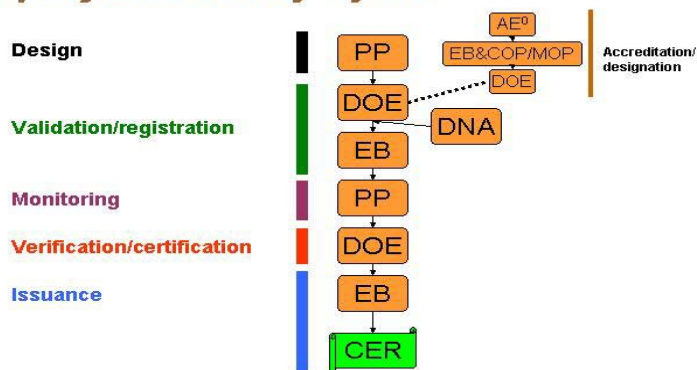 Design
PP
AE⁰
EB&COP/MOP
DOE
Accreditation/
designation
Validation/registration
DOE
DNA
EB
Monitoring
PP
Verification/certification
DOE
Issuance
EB
CER